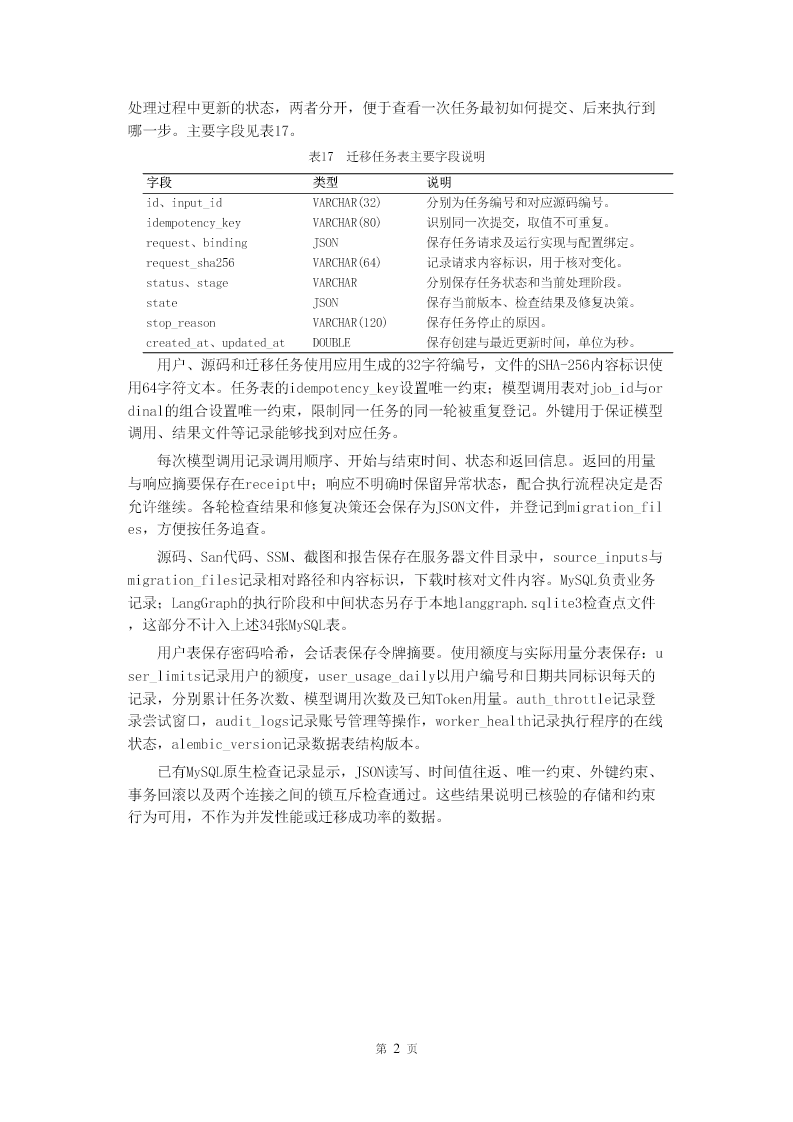 处理过程中更新的状态，两者分开，便于查看一次任务最初如何提交、后来执行到
哪一步。主要字段见表17。
表17　迁移任务表主要字段说明
字段　类型　说明
id、input_id　VARCHAR(32)　分别为任务编号和对应源码编号。
idempotency_key　VARCHAR(80)　识别同一次提交，取值不可重复。
request、binding　JSON　保存任务请求及运行实现与配置绑定。
request_sha256　VARCHAR(64)　记录请求内容标识，用于核对变化。
status、stage　VARCHAR　分别保存任务状态和当前处理阶段。
state　JSON　保存当前版本、检查结果及修复决策。
stop_reason　VARCHAR(120)　保存任务停止的原因。
created_at、updated_at　DOUBLE　保存创建与最近更新时间，单位为秒。
用户、源码和迁移任务使用应用生成的32字符编号，文件的SHA-256内容标识使
用64字符文本。任务表的idempotency_key设置唯一约束；模型调用表对job_id与or
dinal的组合设置唯一约束，限制同一任务的同一轮被重复登记。外键用于保证模型
调用、结果文件等记录能够找到对应任务。
每次模型调用记录调用顺序、开始与结束时间、状态和返回信息。返回的用量
与响应摘要保存在receipt中；响应不明确时保留异常状态，配合执行流程决定是否
允许继续。各轮检查结果和修复决策还会保存为JSON文件，并登记到migration_fil
es，方便按任务追查。
源码、San代码、SSM、截图和报告保存在服务器文件目录中，source_inputs与
migration_files记录相对路径和内容标识，下载时核对文件内容。MySQL负责业务
记录；LangGraph的执行阶段和中间状态另存于本地langgraph.sqlite3检查点文件
，这部分不计入上述34张MySQL表。
用户表保存密码哈希，会话表保存令牌摘要。使用额度与实际用量分表保存：u
ser_limits记录用户的额度，user_usage_daily以用户编号和日期共同标识每天的
记录，分别累计任务次数、模型调用次数及已知Token用量。auth_throttle记录登
录尝试窗口，audit_logs记录账号管理等操作，worker_health记录执行程序的在线
状态，alembic_version记录数据表结构版本。
已有MySQL原生检查记录显示，JSON读写、时间值往返、唯一约束、外键约束、
事务回滚以及两个连接之间的锁互斥检查通过。这些结果说明已核验的存储和约束
行为可用，不作为并发性能或迁移成功率的数据。
第 2 页